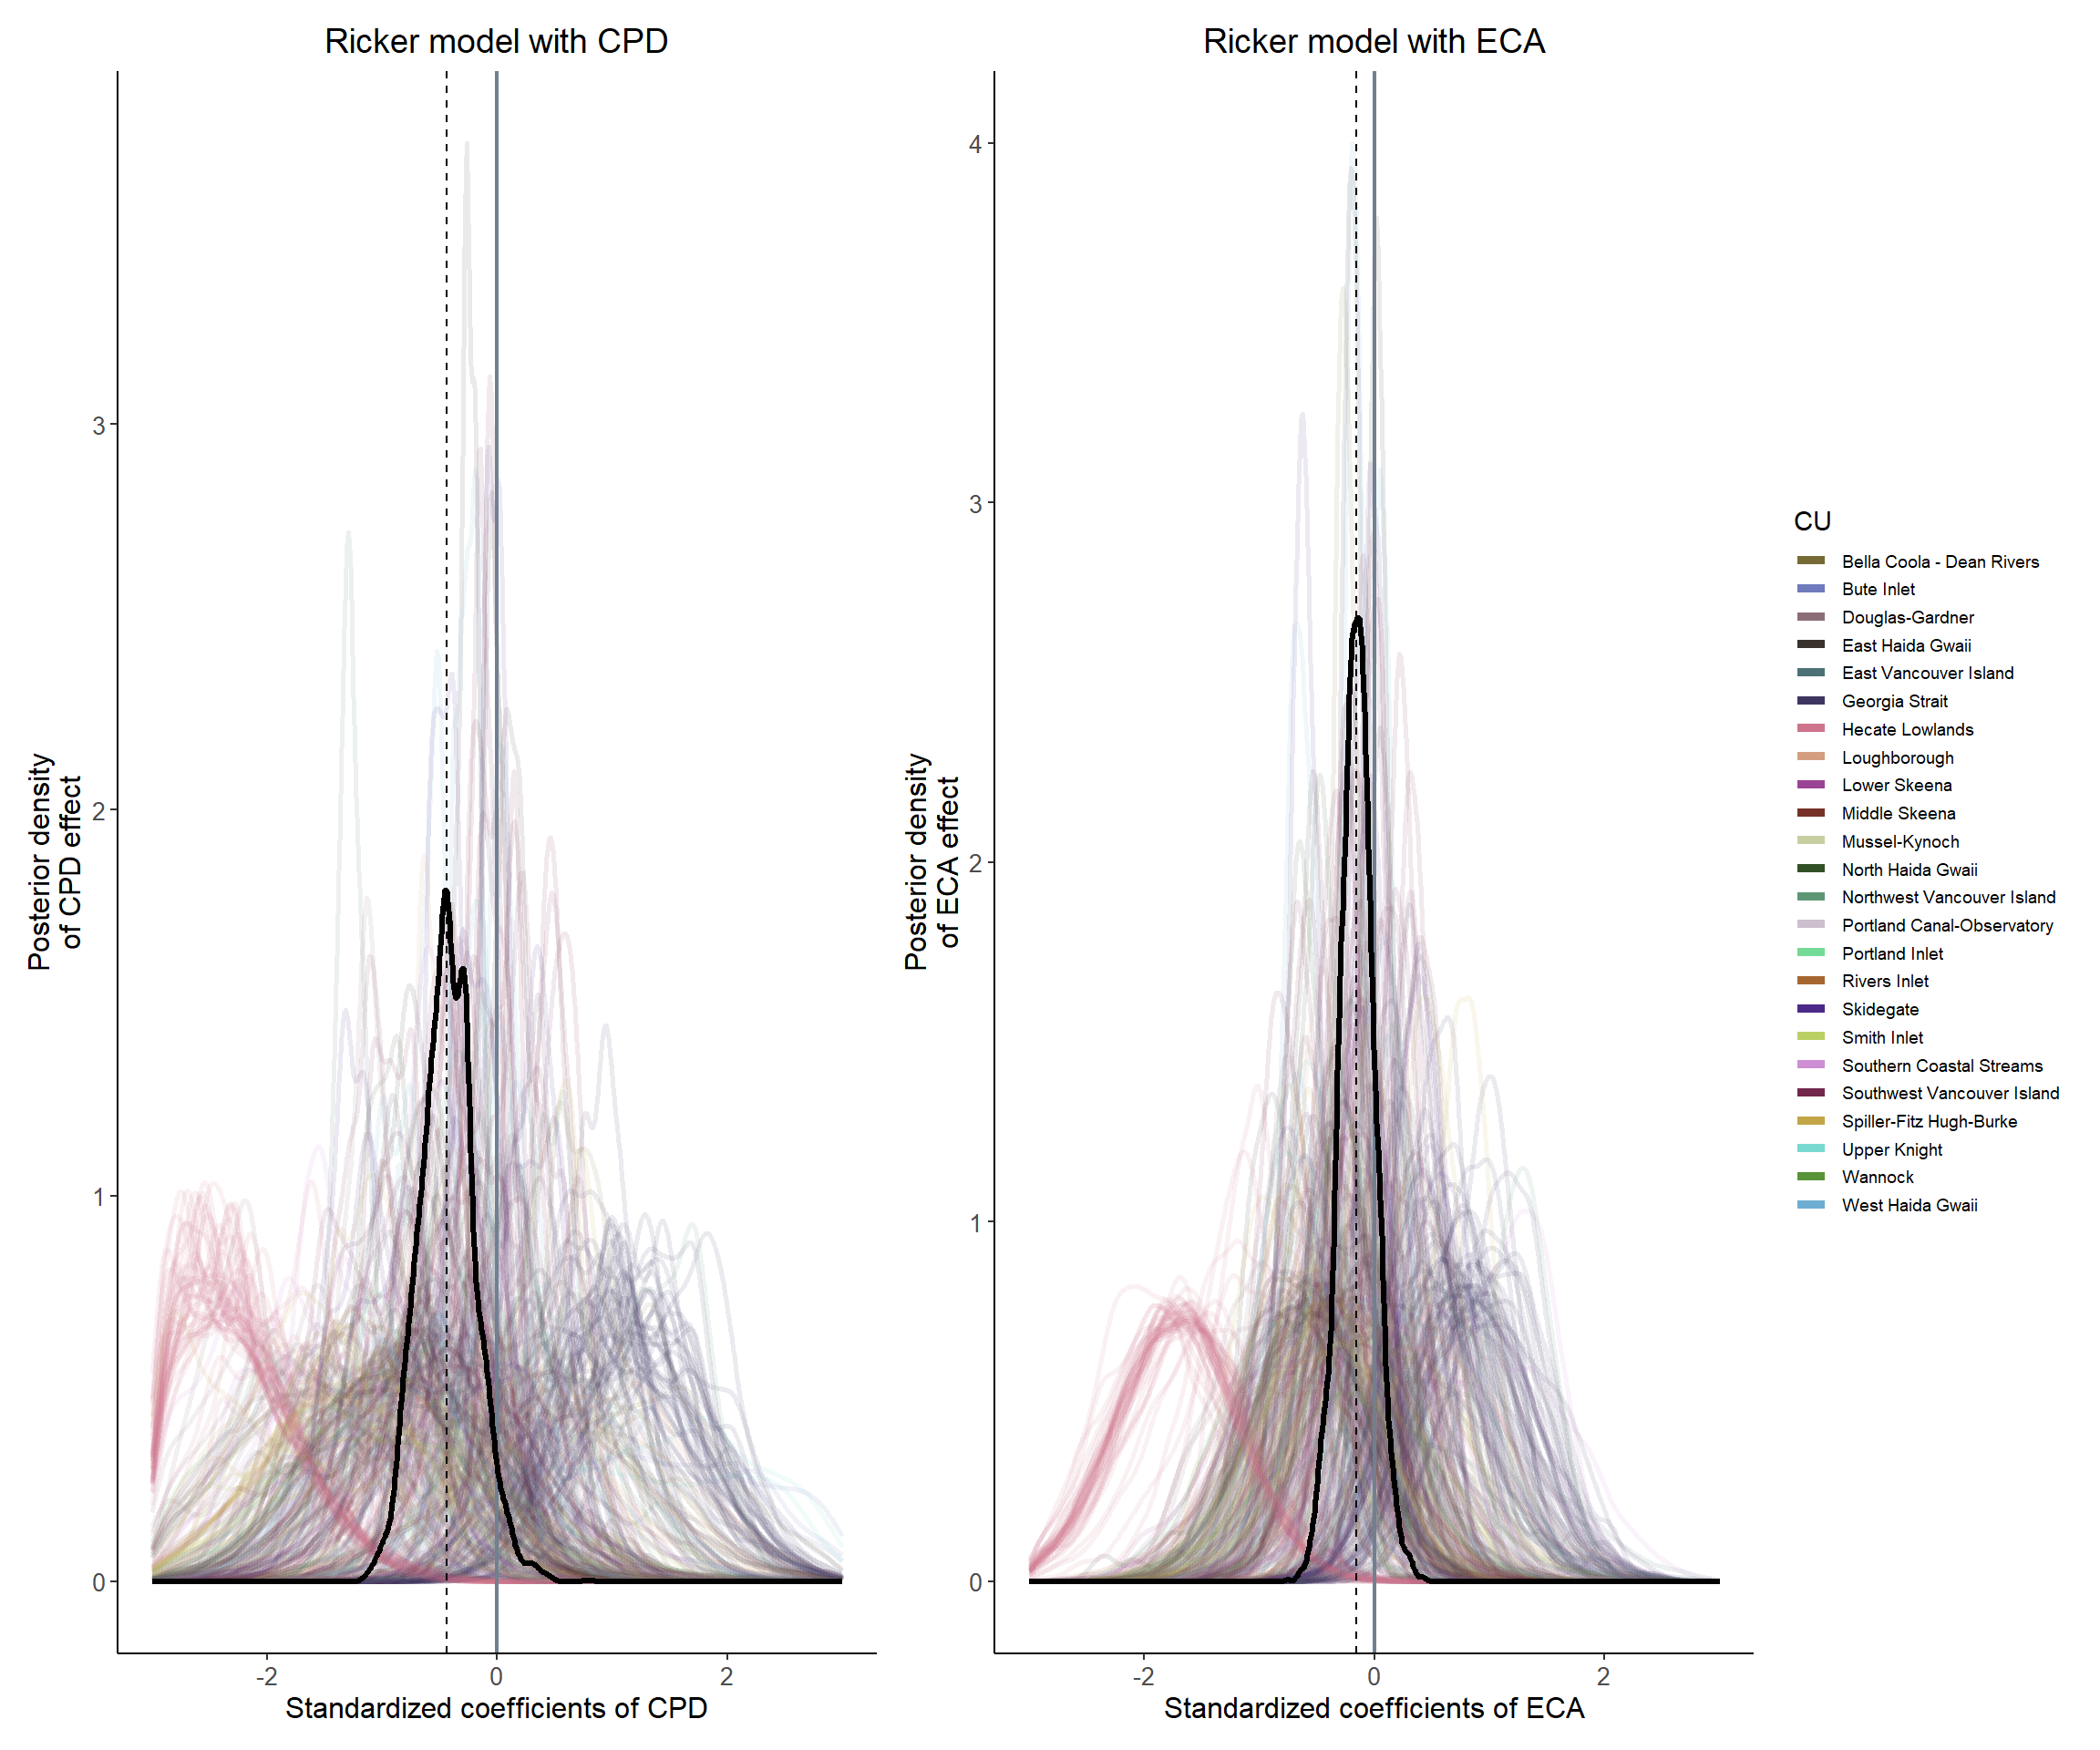 Ricker model with CPD
Posterior density
of CPD effect
3
2
1
0
-2 0 2
Standardized coefficients of CPD
Ricker model with ECA
Posterior density
of ECA effect
4
3
2
1
0
-2 0 2
Standardized coefficients of ECA
CU
Bella Coola - Dean Rivers
Bute Inlet
Douglas-Gardner
East Haida Gwaii
East Vancouver Island
Georgia Strait
Hecate Lowlands
Loughborough
Lower Skeena
Middle Skeena
Mussel-Kynoch
North Haida Gwaii
Northwest Vancouver Island
Portland Canal-Observatory
Portland Inlet
Rivers Inlet
Skidegate
Smith Inlet
Southern Coastal Streams
Southwest Vancouver Island
Spiller-Fitz Hugh-Burke
Upper Knight
Wannock
West Haida Gwaii